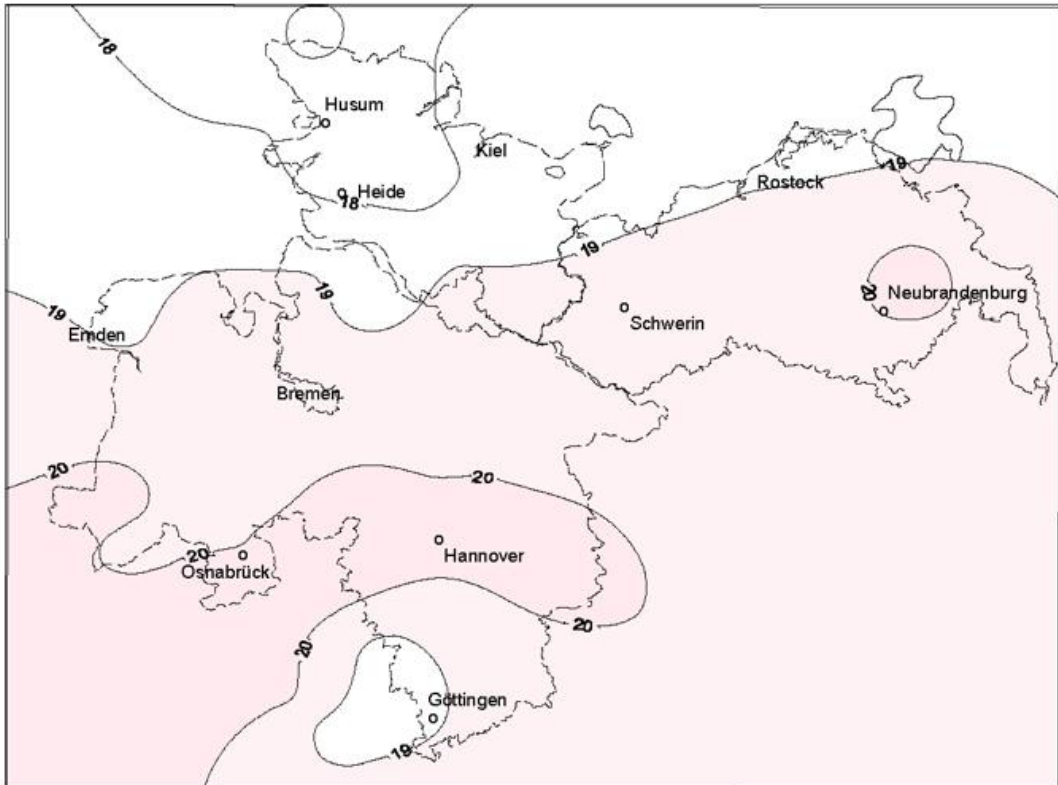 18
Husum
Kiel
Heide
18
19
Rostock
19
19
19
20
Neubrandenburg
Emden
Schwerin
Bremen
20
20
Hannover
20
Osnabrück
20
20
Göttingen
19